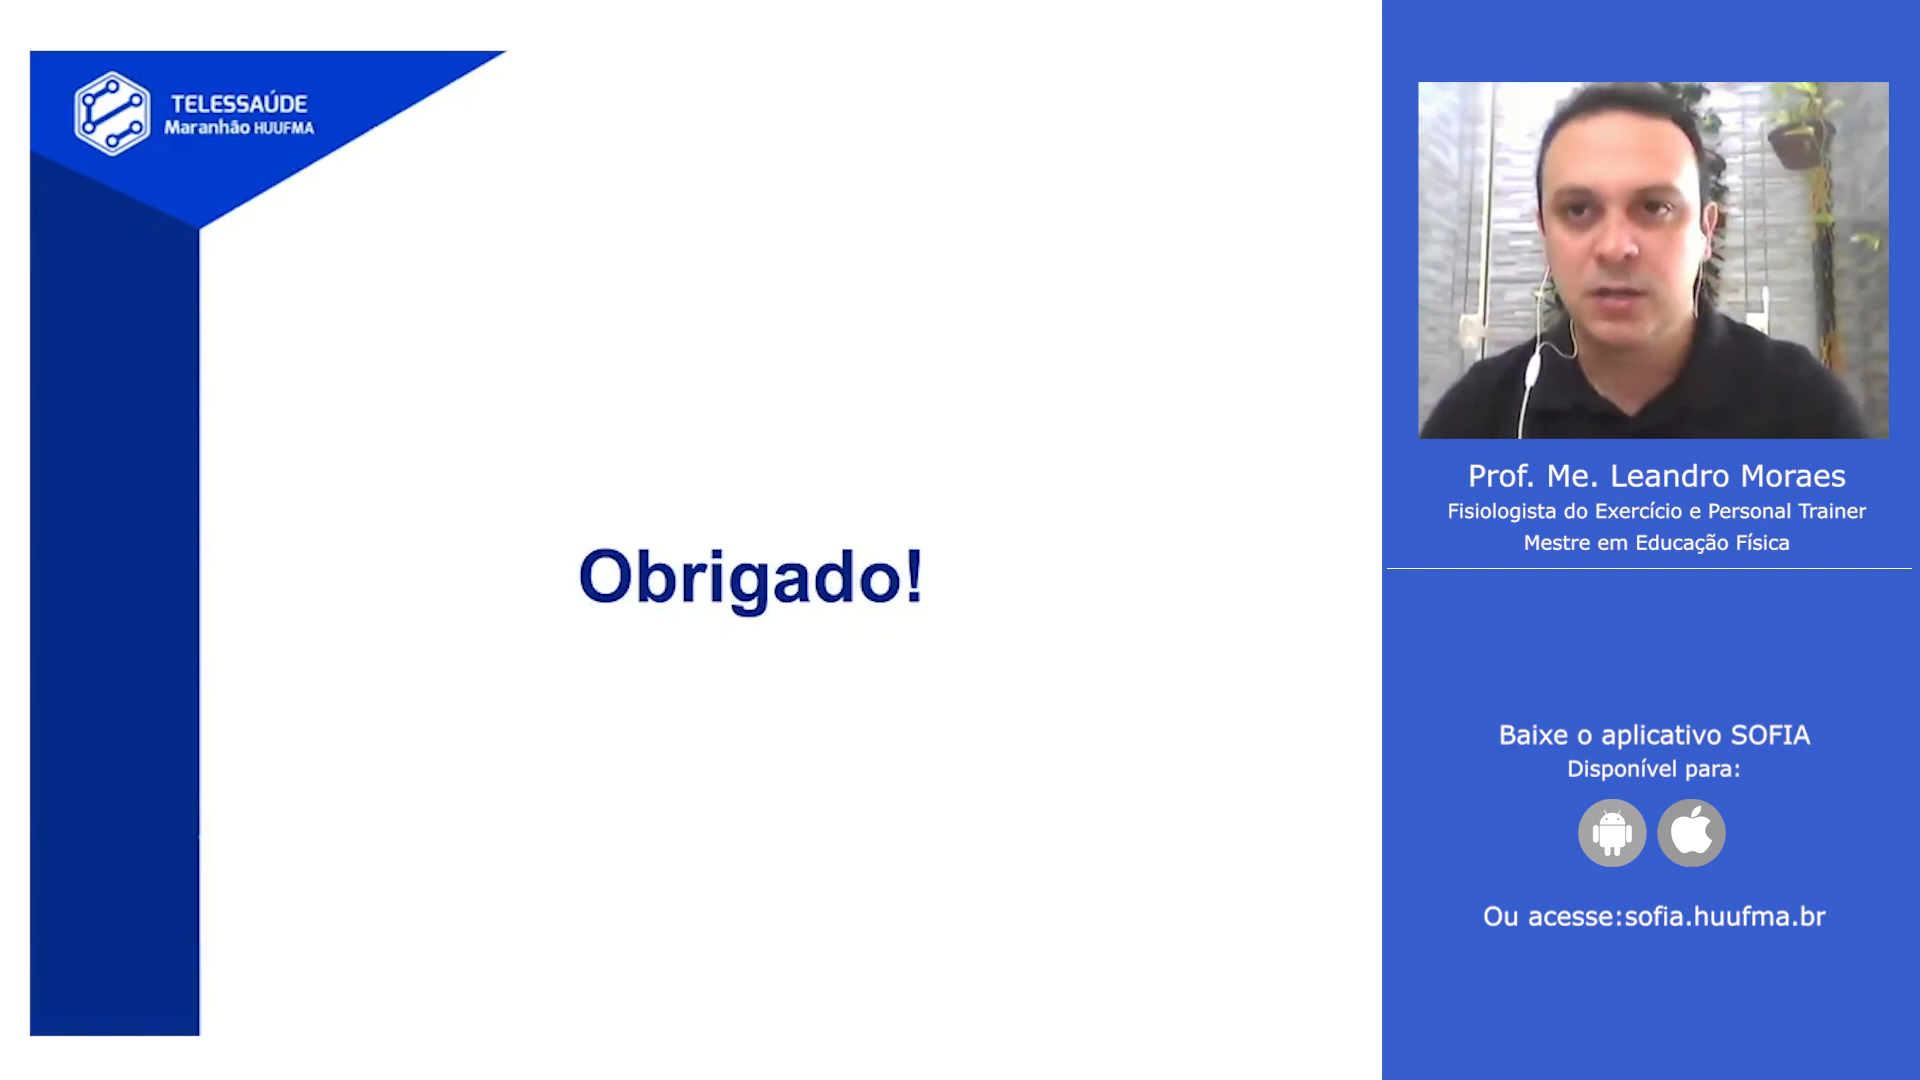 TELESSAÚDE
Maranhão HUUFMA
Obrigado!
Prof. Me. Leandro Moraes
Fisiologista do Exercício e Personal Trainer
Mestre em Educação Física
Baixe o aplicativo SOFIA
Disponível para:
Ou acesse:sofia.huufma.br